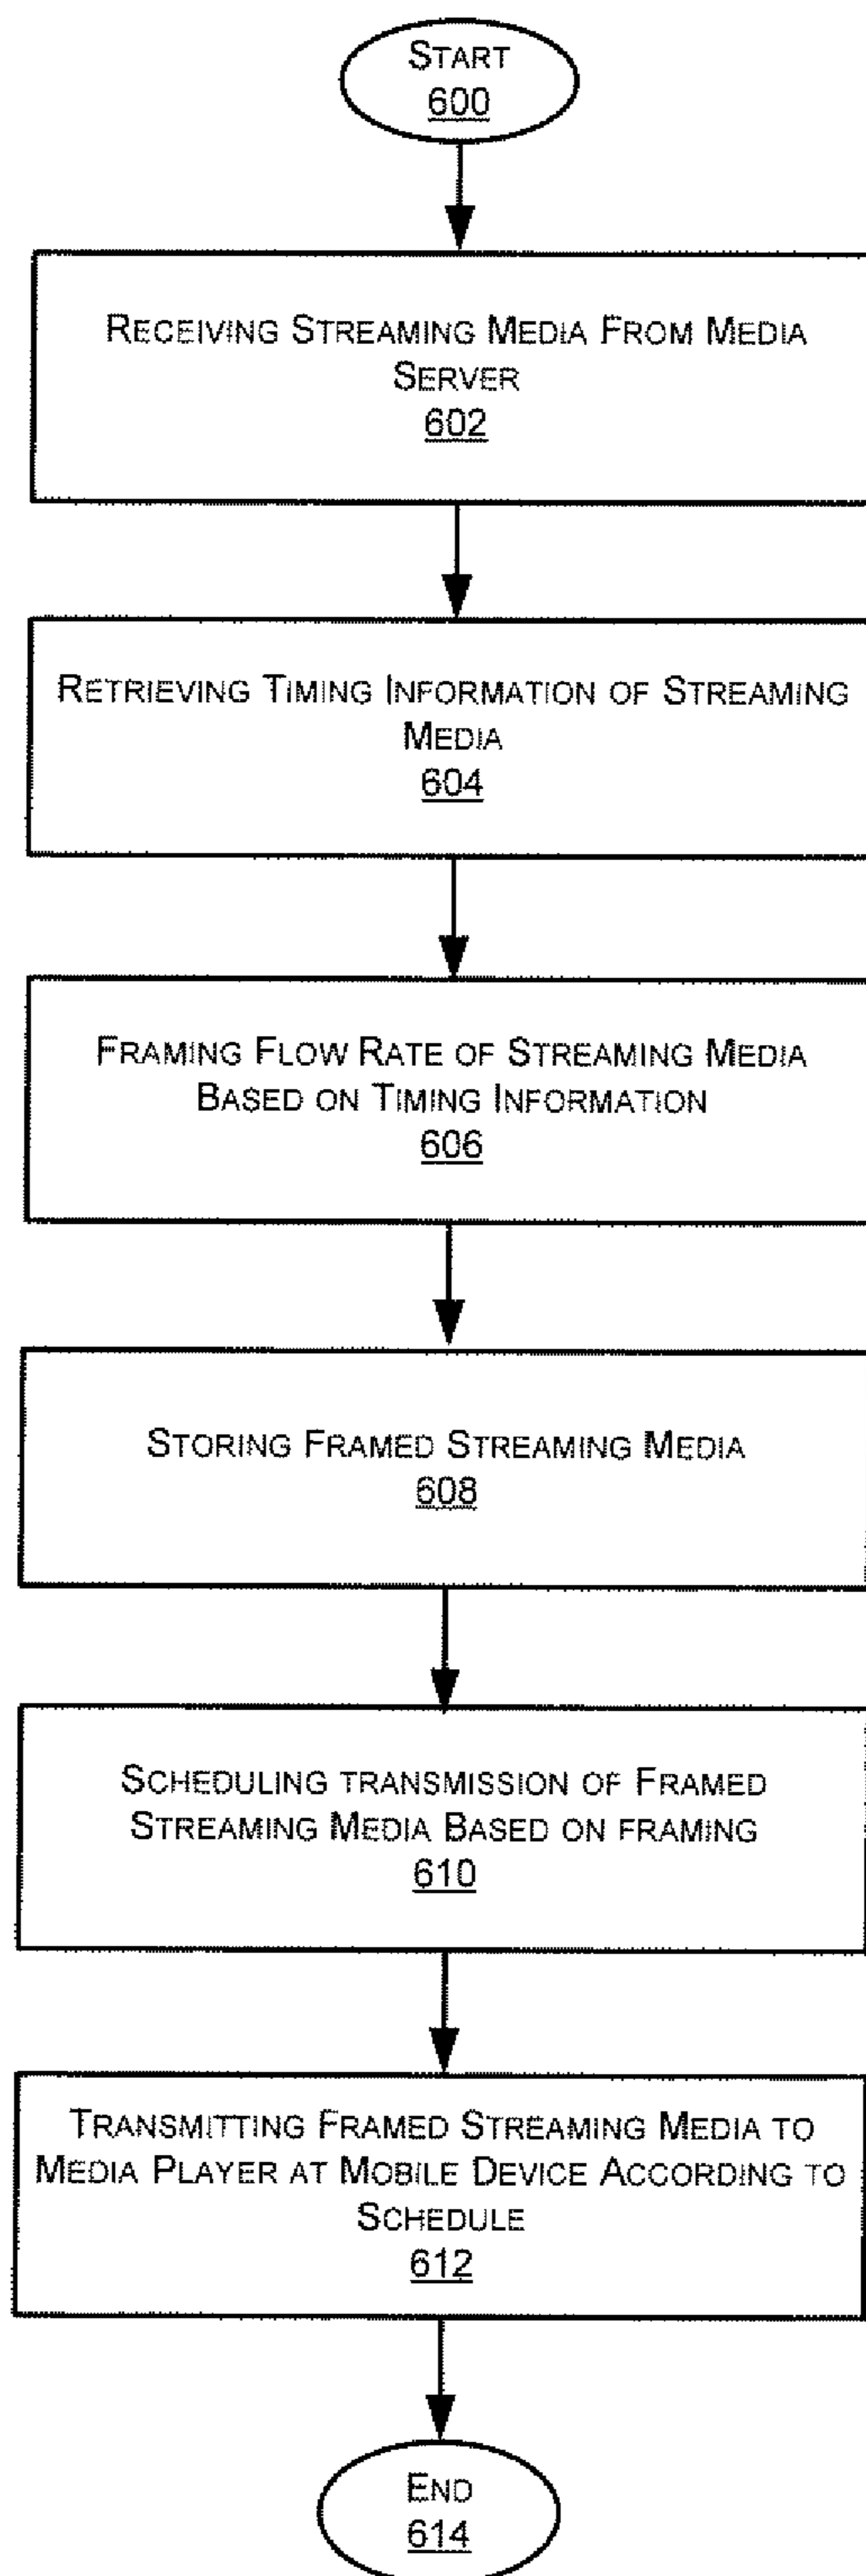 START
600
RECEIVING STREAMING MEDIA FROM MEDIA
SERVER
602
RETRIEVING TIMING INFORMATION OF STREAMING
MEDIA
604
FRAMING FLOW RATE OF STREAMING MEDIA
BASED ON TIMING INFORMATION
606
STORING FRAMED STREAMING MEDIA
608
SCHEDULING TRANSMISSION OF FRAMED
STREAMING MEDIA BASED ON FRAMING
610
TRANSMITTING FRAMED STREAMING MEDIA TO
MEDIA PLAYER AT MOBILE DEVICE ACCORDING TO
SCHEDULE
612
END
614